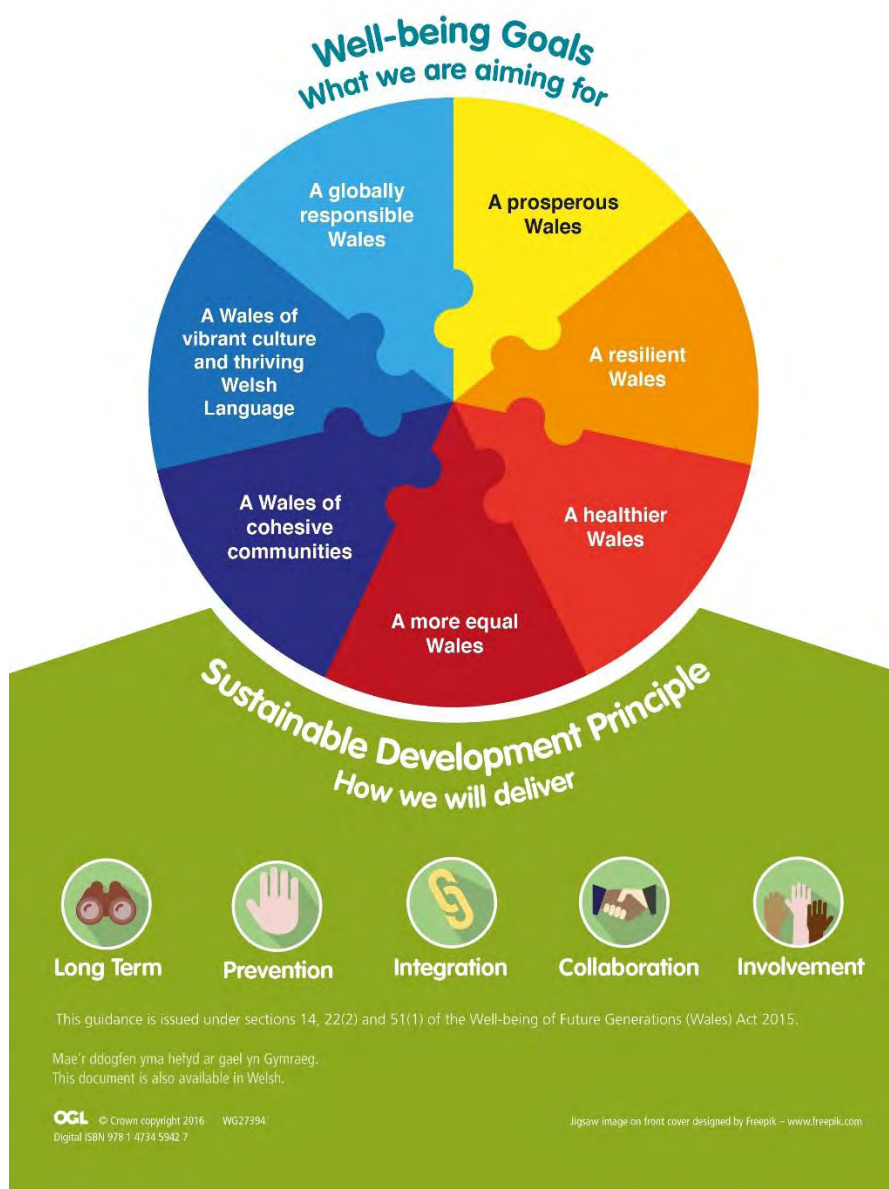 Well-being Goals
What we are aiming for
A globally
responsible
Wales
A prosperous
Wales
A Wales of
vibrant culture
and thriving
Welsh
Language
A resilient
Wales
A Wales of
cohesive
communities
A healthier
Wales
A more equal
Wales
Sustainable Development Principle
How we will deliver
Long Term
Prevention
Integration
Collaboration
Involvement
This guidance is issued under sections 14, 22(2) and 51(1) of the Well-being of Future Generations (Wales) Act 2015.
Mae'r ddogfen yma hefyd ar gael yn Gymraeg.
This document is also available in Welsh.
OGL © Crown copyright 2016 WG27394
Digital ISBN 978 1 4734 5942 7
Jigsaw image on front cover designed by Freepik – www.freepik.com